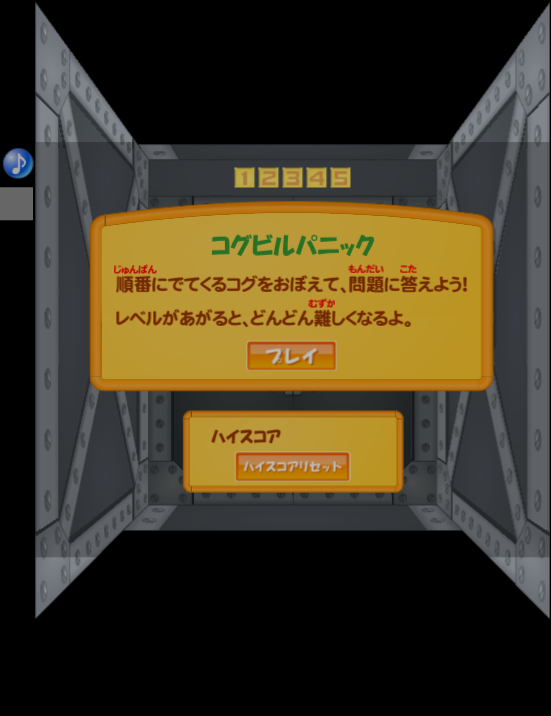 12345
コグビルパニック
じゅんばん もんだい こた
順番にでてくるコグをおぼえて、問題に答えよう!
むずか
レベルがあがると、どんどん難しくなるよ。
プレイ
ハイスコア
ハイスコアリセット